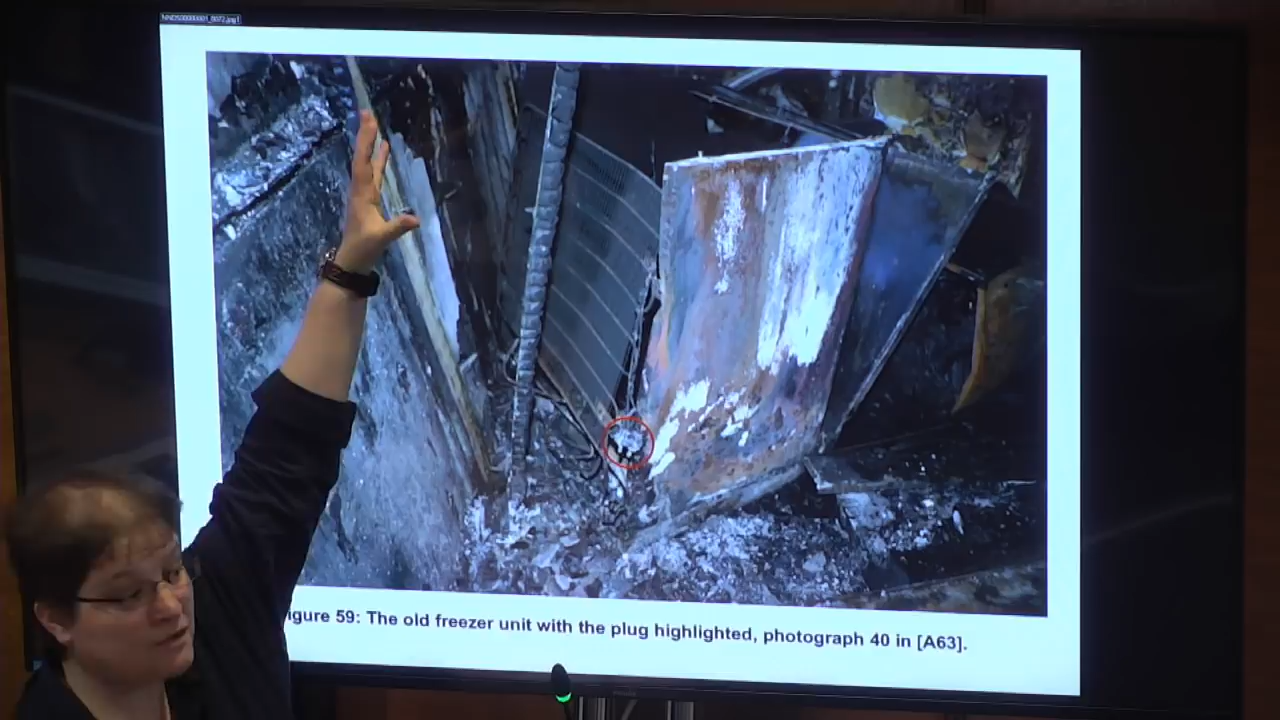 igure 59: The old freezer unit with the plug highlighted, photograph 40 in [A63].